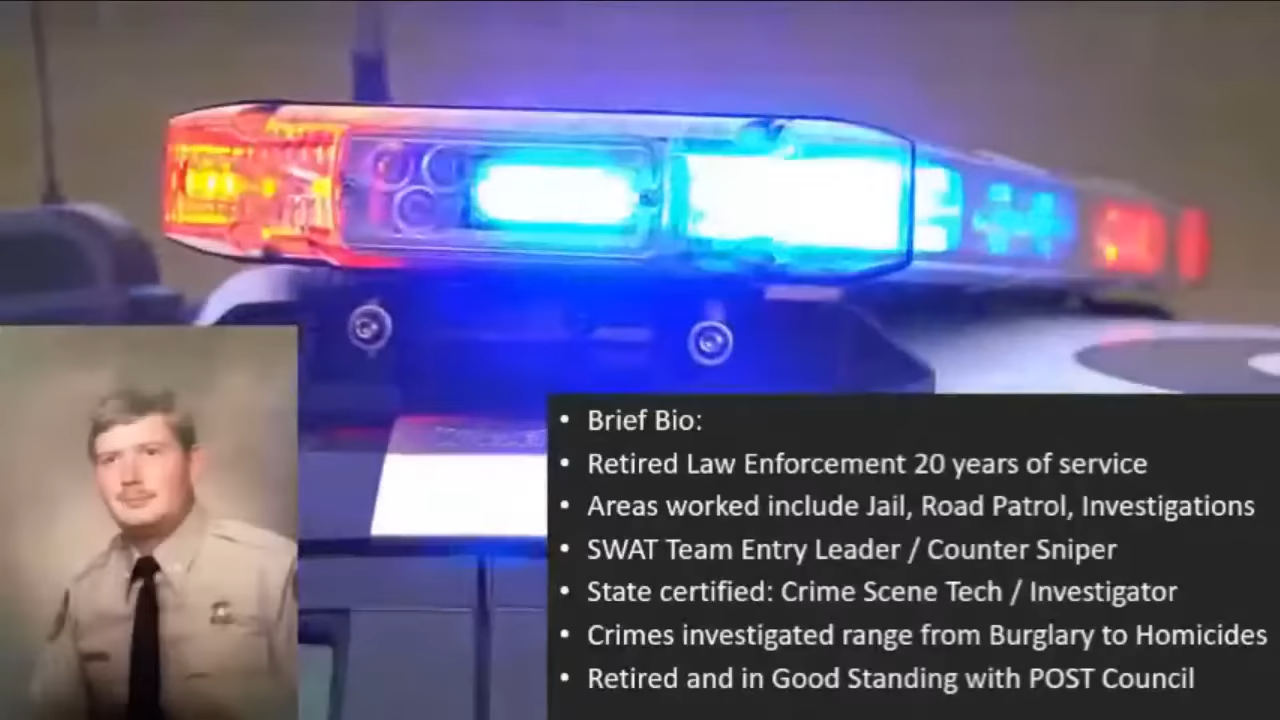 • Brief Bio:
• Retired Law Enforcement 20 years of service
• Areas worked include Jail, Road Patrol, Investigations
• SWAT Team Entry Leader / Counter Sniper
• State certified: Crime Scene Tech / Investigator
• Crimes investigated range from Burglary to Homicides
• Retired and in Good Standing with POST Council